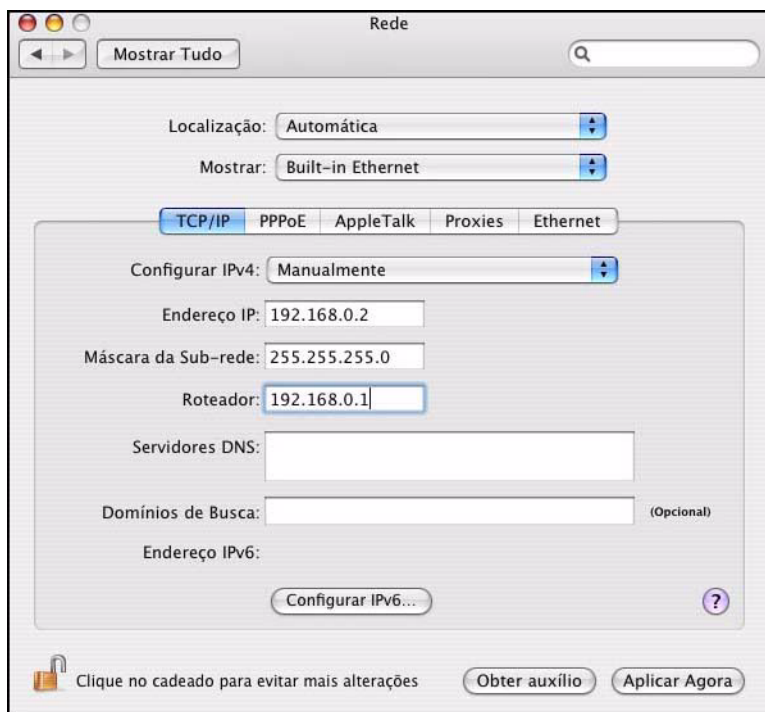 Rede
Mostrar Tudo
Localização: Automática
Mostrar: Built-in Ethernet
TCP/IP PPPoE AppleTalk Proxies Ethernet
Configurar IPv4: Manualmente
Endereço IP: 192.168.0.2
Máscara da Sub-rede: 255.255.255.0
Roteador: 192.168.0.1
Servidores DNS:
Domínios de Busca: (Opcional)
Endereço IPv6:
Configurar IPv6... ?
Clique no cadeado para evitar mais alterações Obter auxílio Aplicar Agora